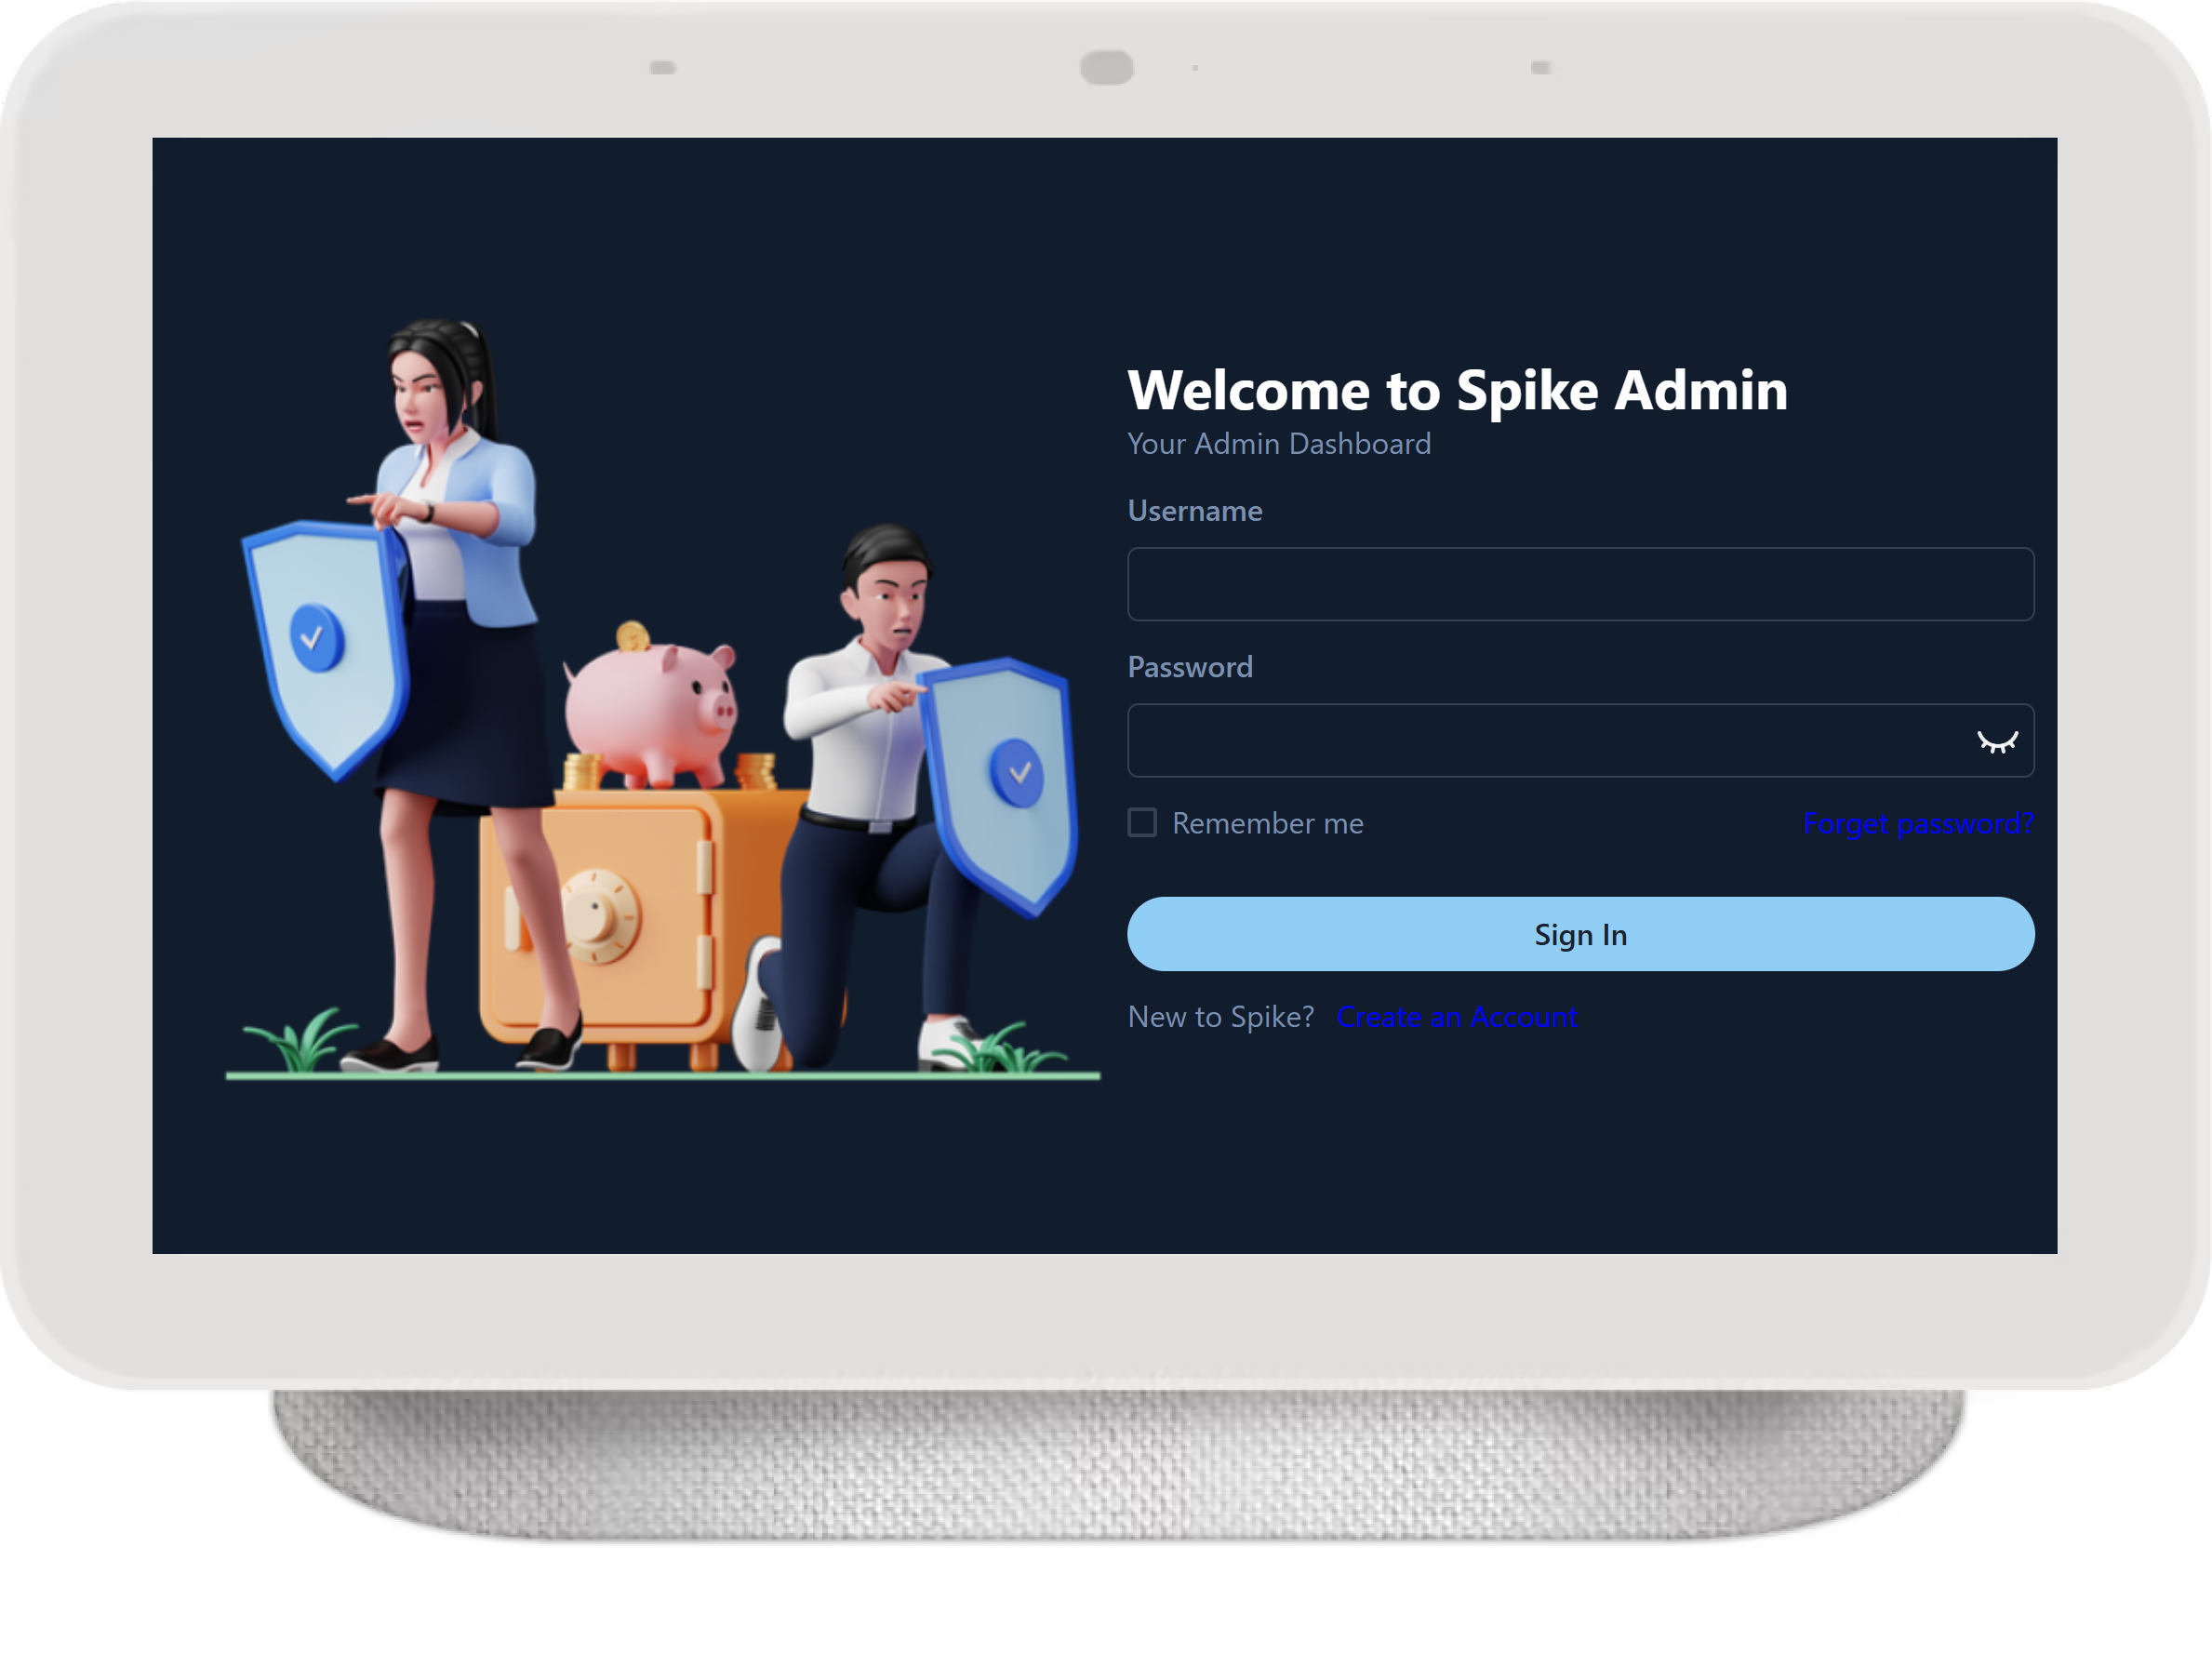 Welcome to Spike Admin
Your Admin Dashboard
Username
Password
Remember me
Forget password?
Sign In
New to Spike? Create an Account